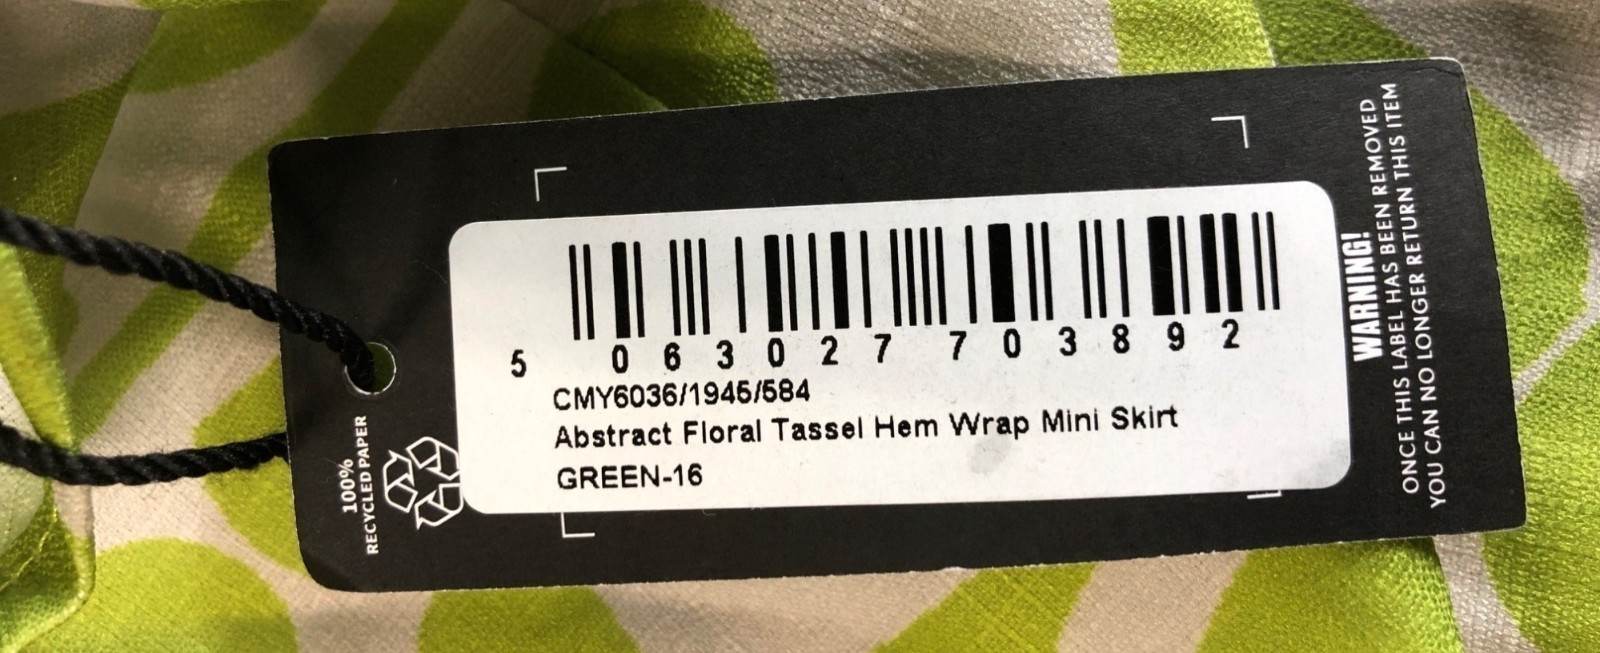 5 063027 703892
CMY6036/1945/584
Abstract Floral Tassel Hem Wrap Mini Skirt
GREEN-16
100%
RECYCLED PAPER
WARNING!
ONCE THIS LABEL HAS BEEN REMOVED
YOU CAN NO LONGER RETURN THIS ITEM